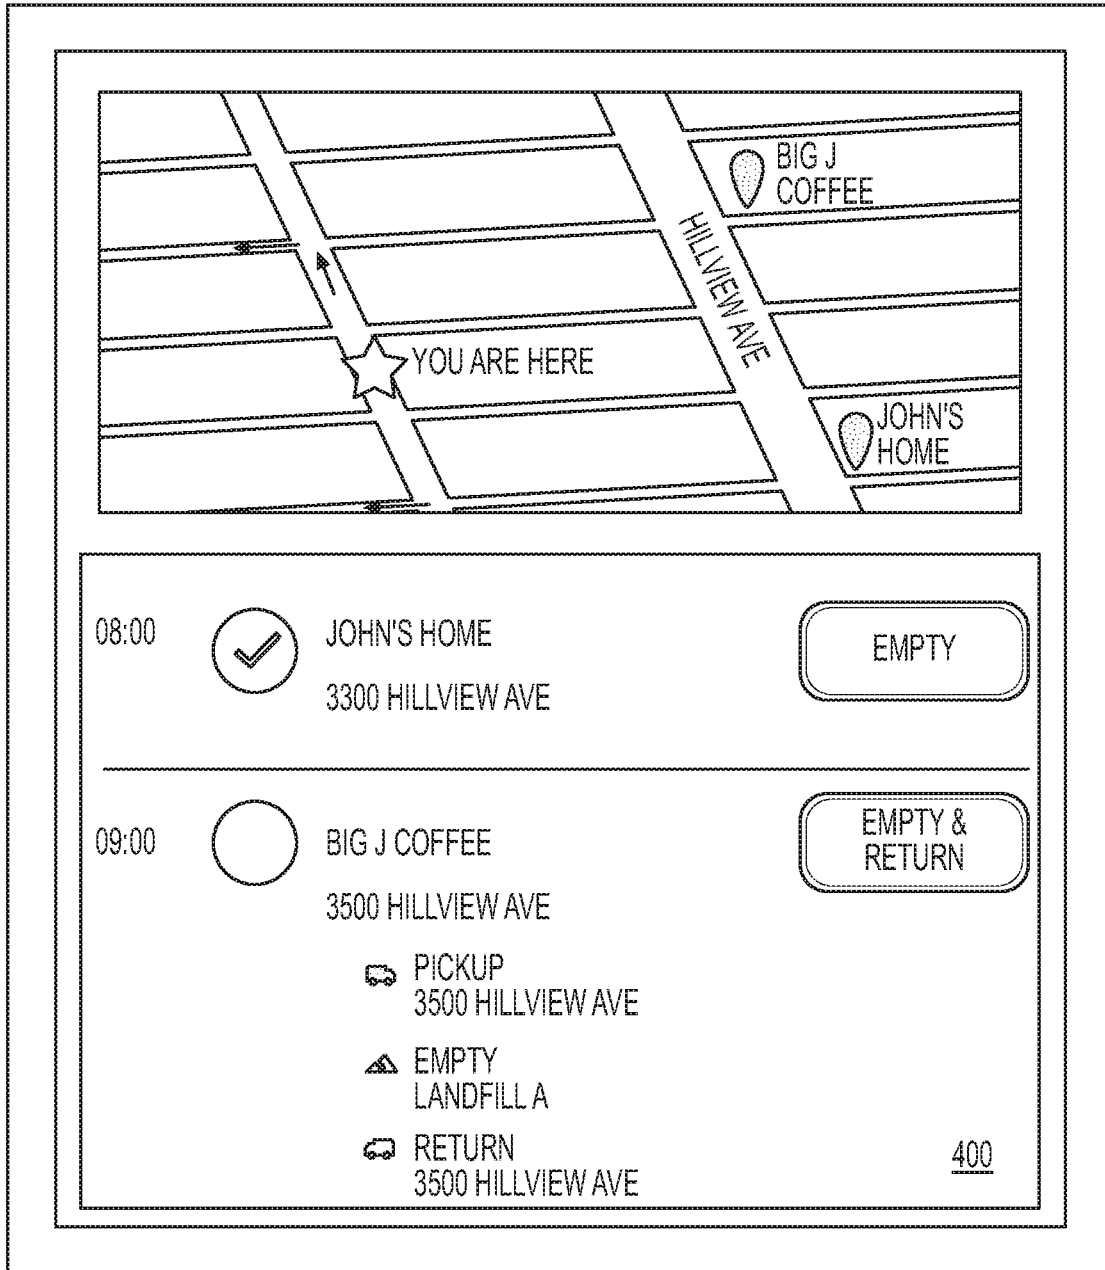 BIG J
COFFEE
HILLVIEW AVE
YOU ARE HERE
JOHN'S
HOME
08:00
JOHN'S HOME
EMPTY
3300 HILLVIEW AVE
09:00
BIG J COFFEE
EMPTY &
RETURN
3500 HILLVIEW AVE
PICKUP
3500 HILLVIEW AVE
EMPTY
LANDFILL A
RETURN
3500 HILLVIEW AVE
400